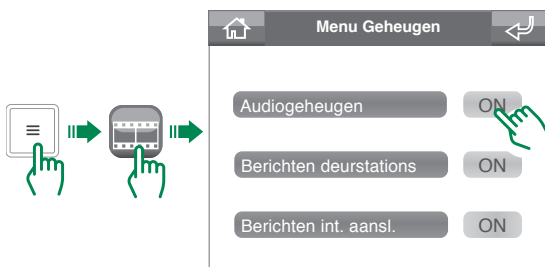 Menu Geheugen
Audiogeheugen ON
Berichten deurstations ON
Berichten int. aansl. ON